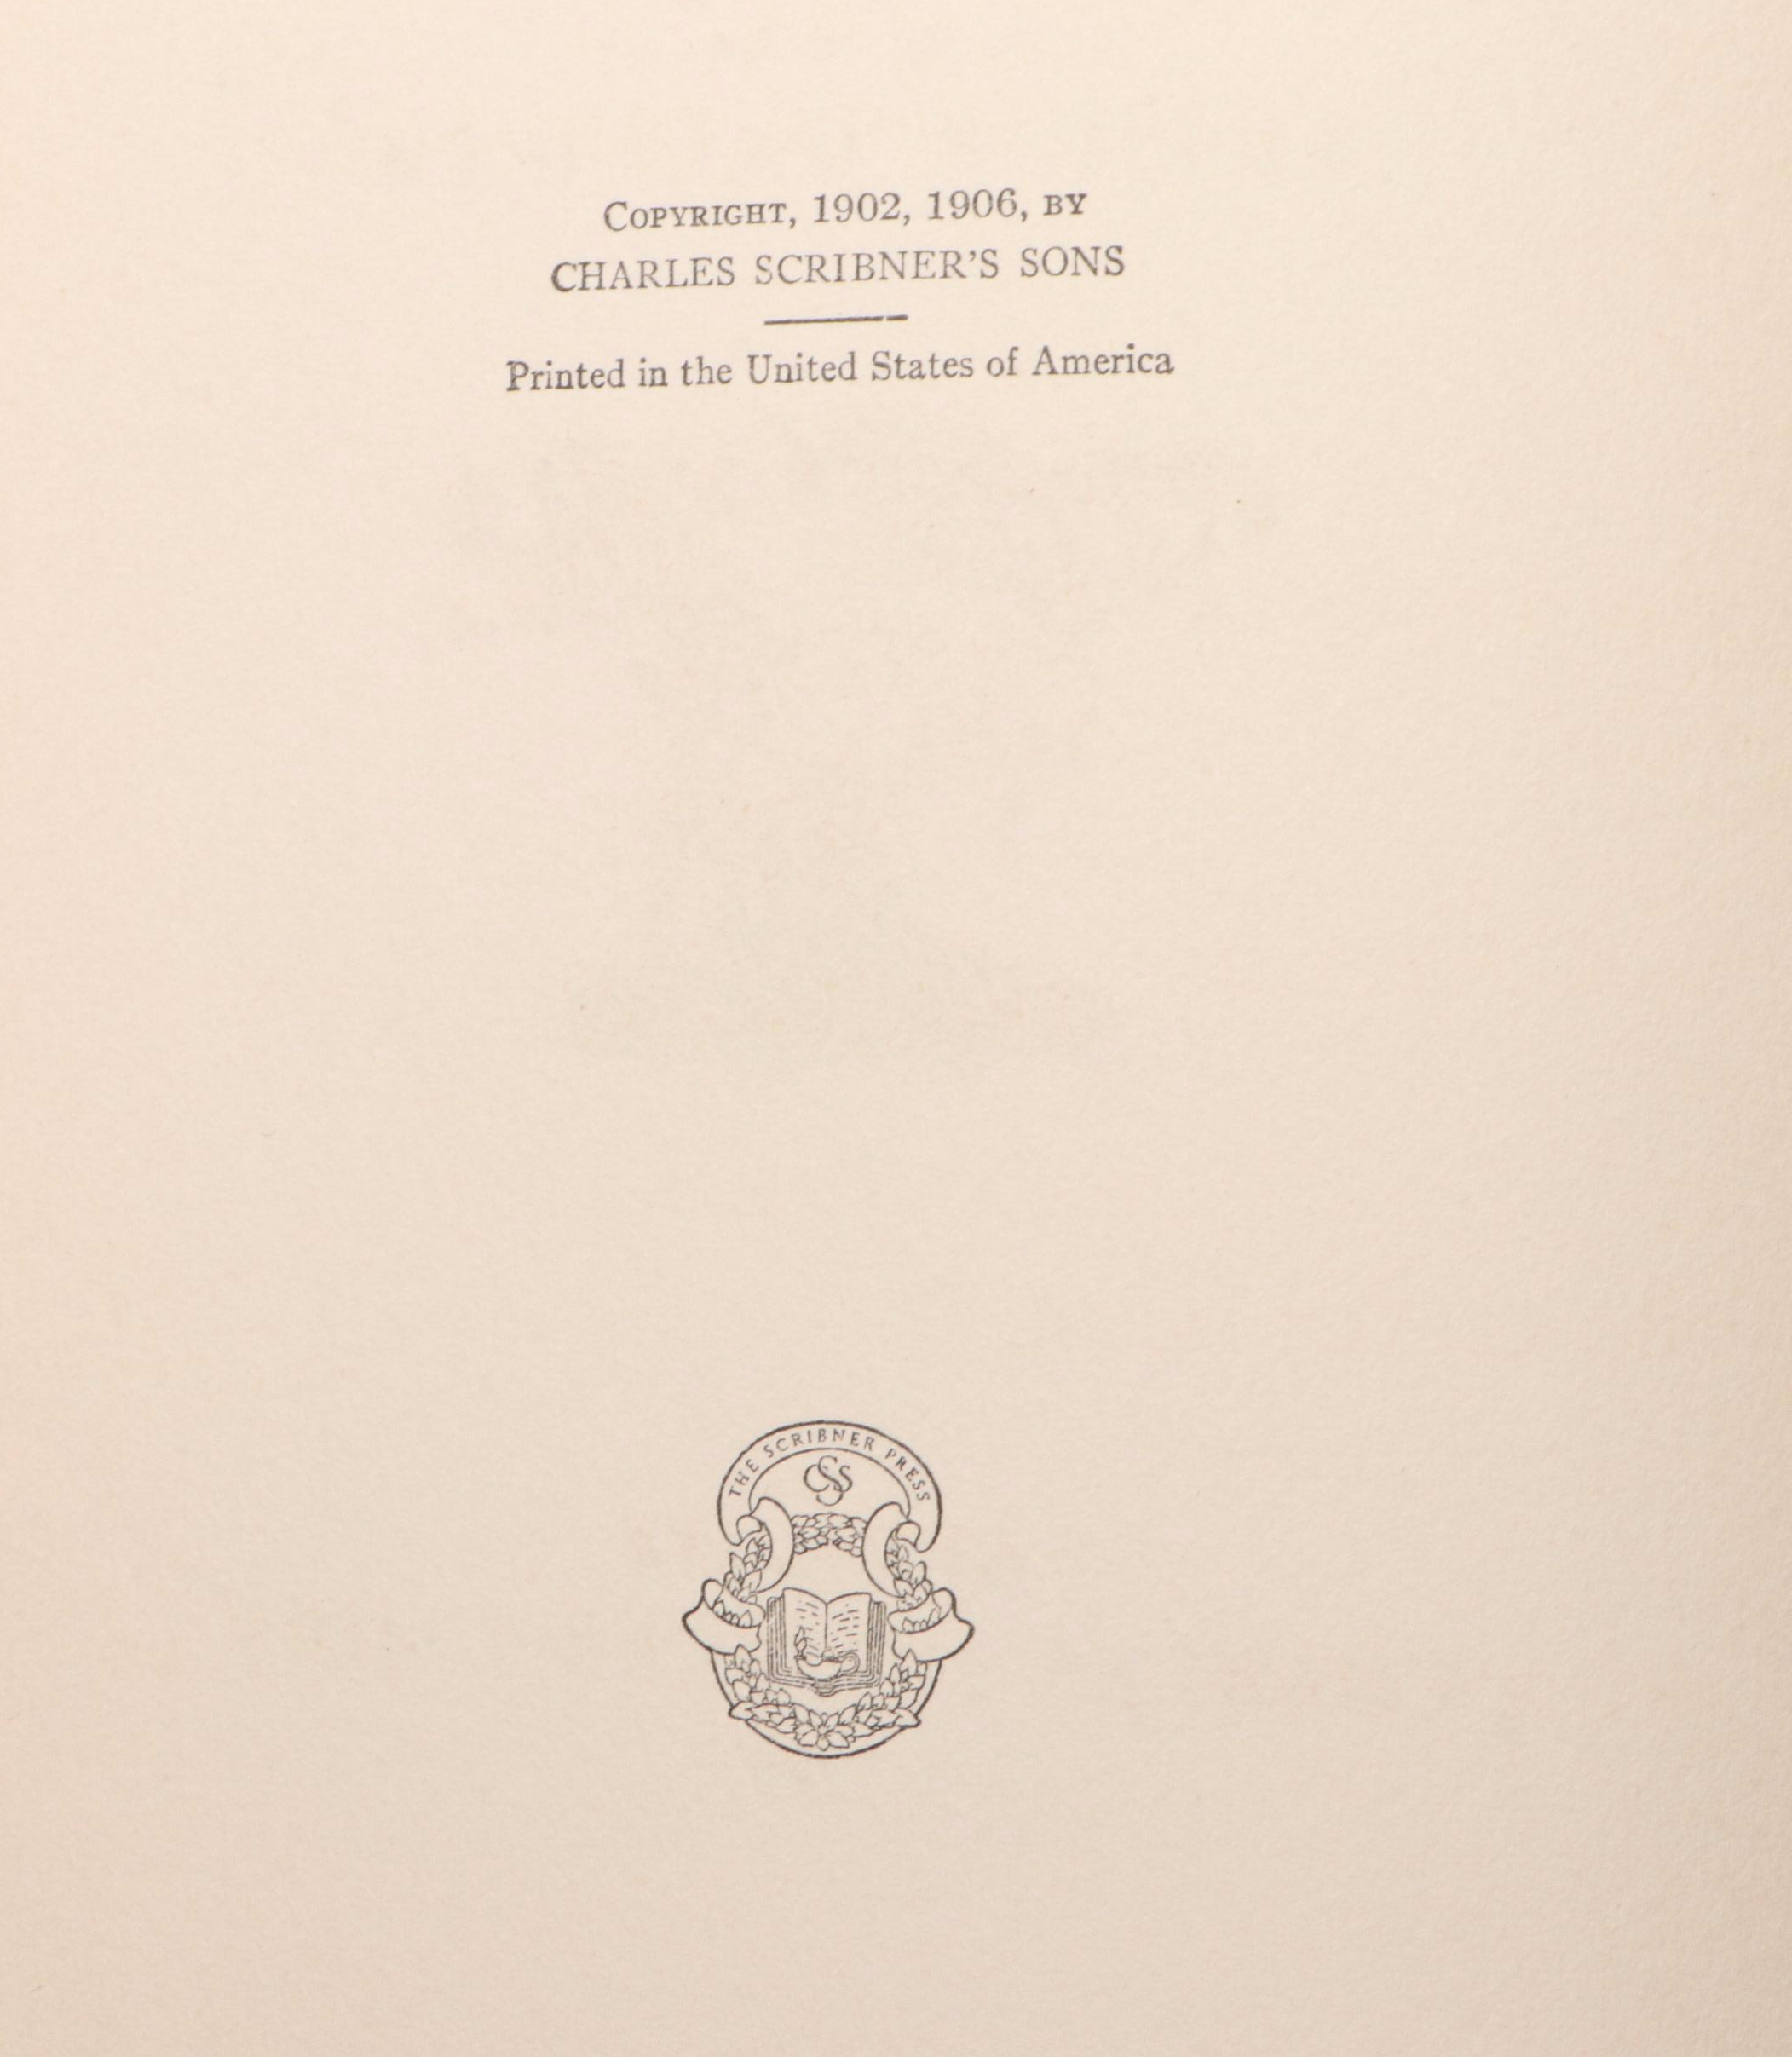 Copyright, 1902, 1906, by
CHARLES SCRIBNER'S SONS
Printed in the United States of America
THE SCRIBNER PRESS
CSS